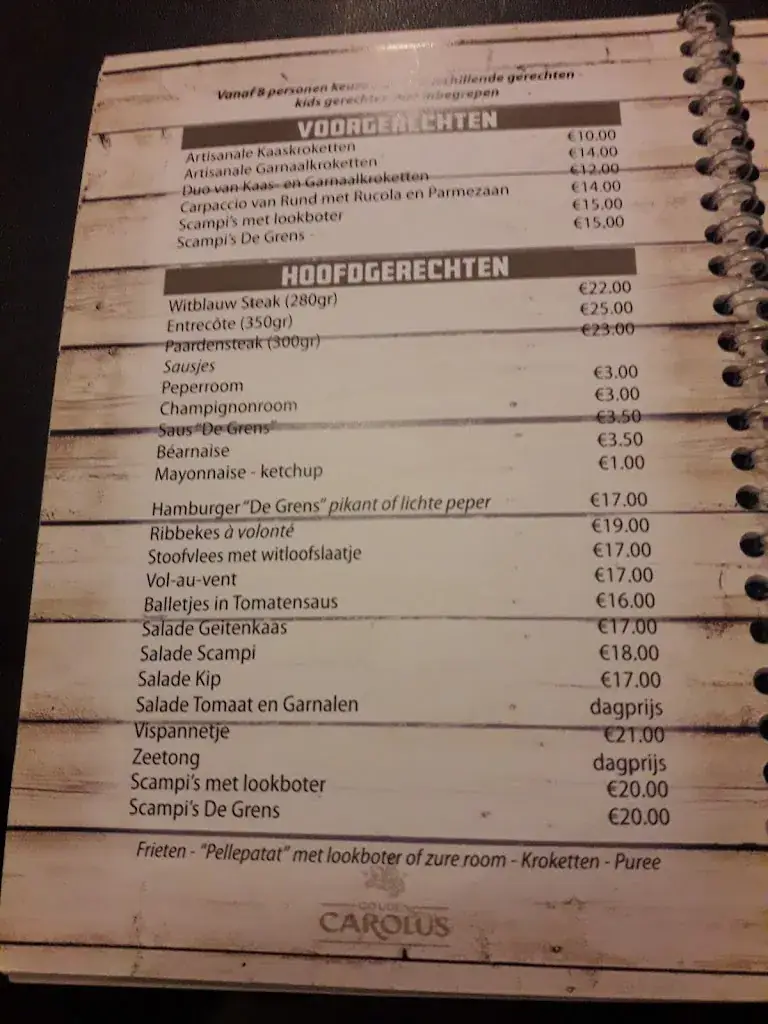 Vanaf 8 personen keuze verschillende gerechten
kids gerechten inbegrepen
VOORGERECHTEN
Artisanale Kaaskroketten €10.00
Artisanale Garnaalkroketten €14.00
Duo van Kaas- en Garnaalkroketten €12.00
Carpaccio van Rund met Rucola en Parmezaan €14.00
Scampi's met lookboter €15,00
Scampi's De Grens €15,00
HOOFDGERECHTEN
Witblauw Steak (280gr) €22.00
Entrecôte (350gr) €25.00
Paardensteak (300gr) €23.00
Sausjes
Peperroom €3.00
Champignonroom €3.00
Saus "De Grens" €3.50
Béarnaise €3.50
Mayonnaise - ketchup €1.00
Hamburger "De Grens" pikant of lichte peper €17.00
Ribbekes à volonté €19.00
Stoofvlees met witloofslaatje €17.00
Vol-au-vent €17.00
Balletjes in Tomatensaus €16.00
Salade Geitenkaas €17.00
Salade Scampi €18.00
Salade Kip €17.00
Salade Tomaat en Garnalen dagprijs
Vispannetje €21.00
Zeetong dagprijs
Scampi's met lookboter €20.00
Scampi's De Grens €20.00
Frieten - "Pellepatat" met lookboter of zure room - Kroketten - Puree
GOUDEN
CAROLUS